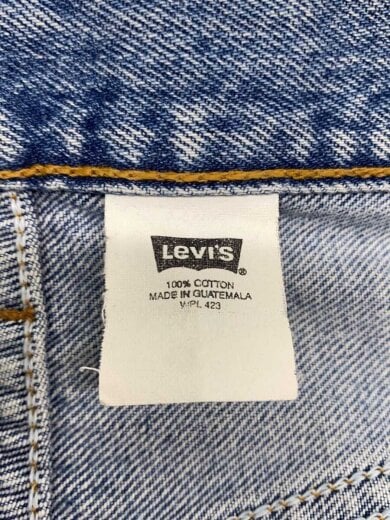 LEVI'S ®
100% COTTON
MADE IN GUATEMALA
WPL 423